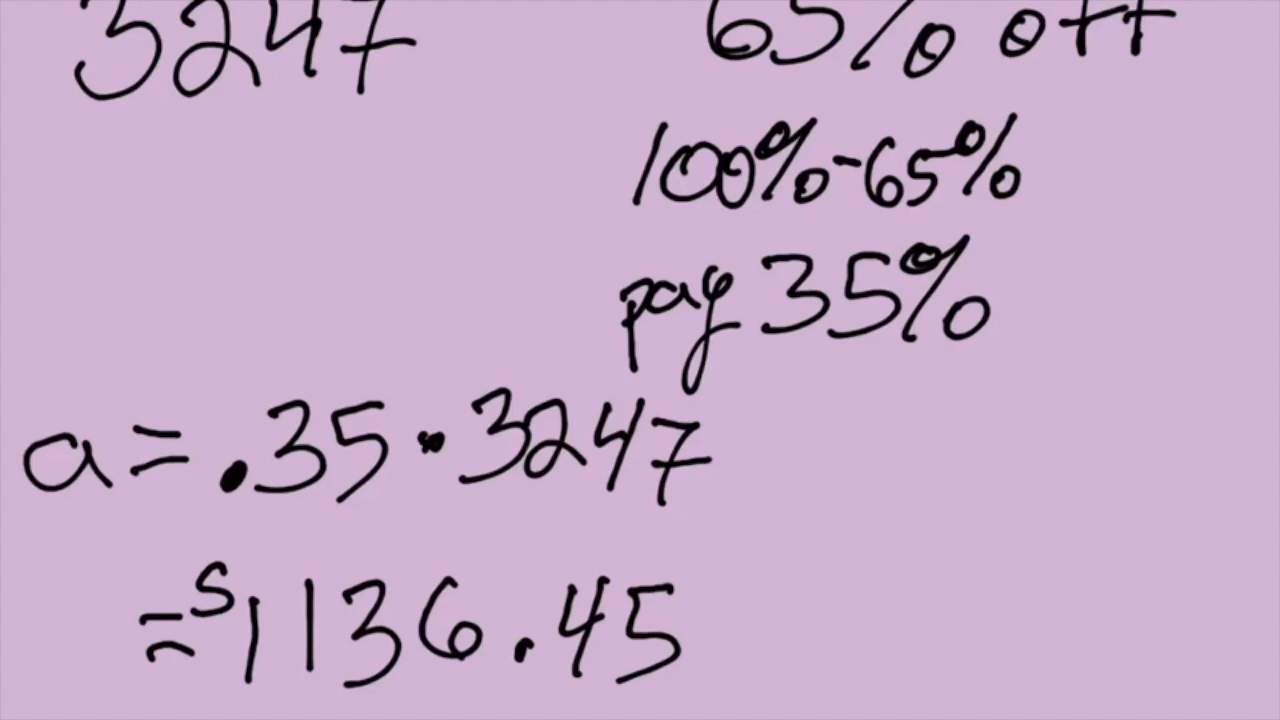 3247 65% off
100%-65%
pay 35%
a = .35 · 3247
= $1136.45